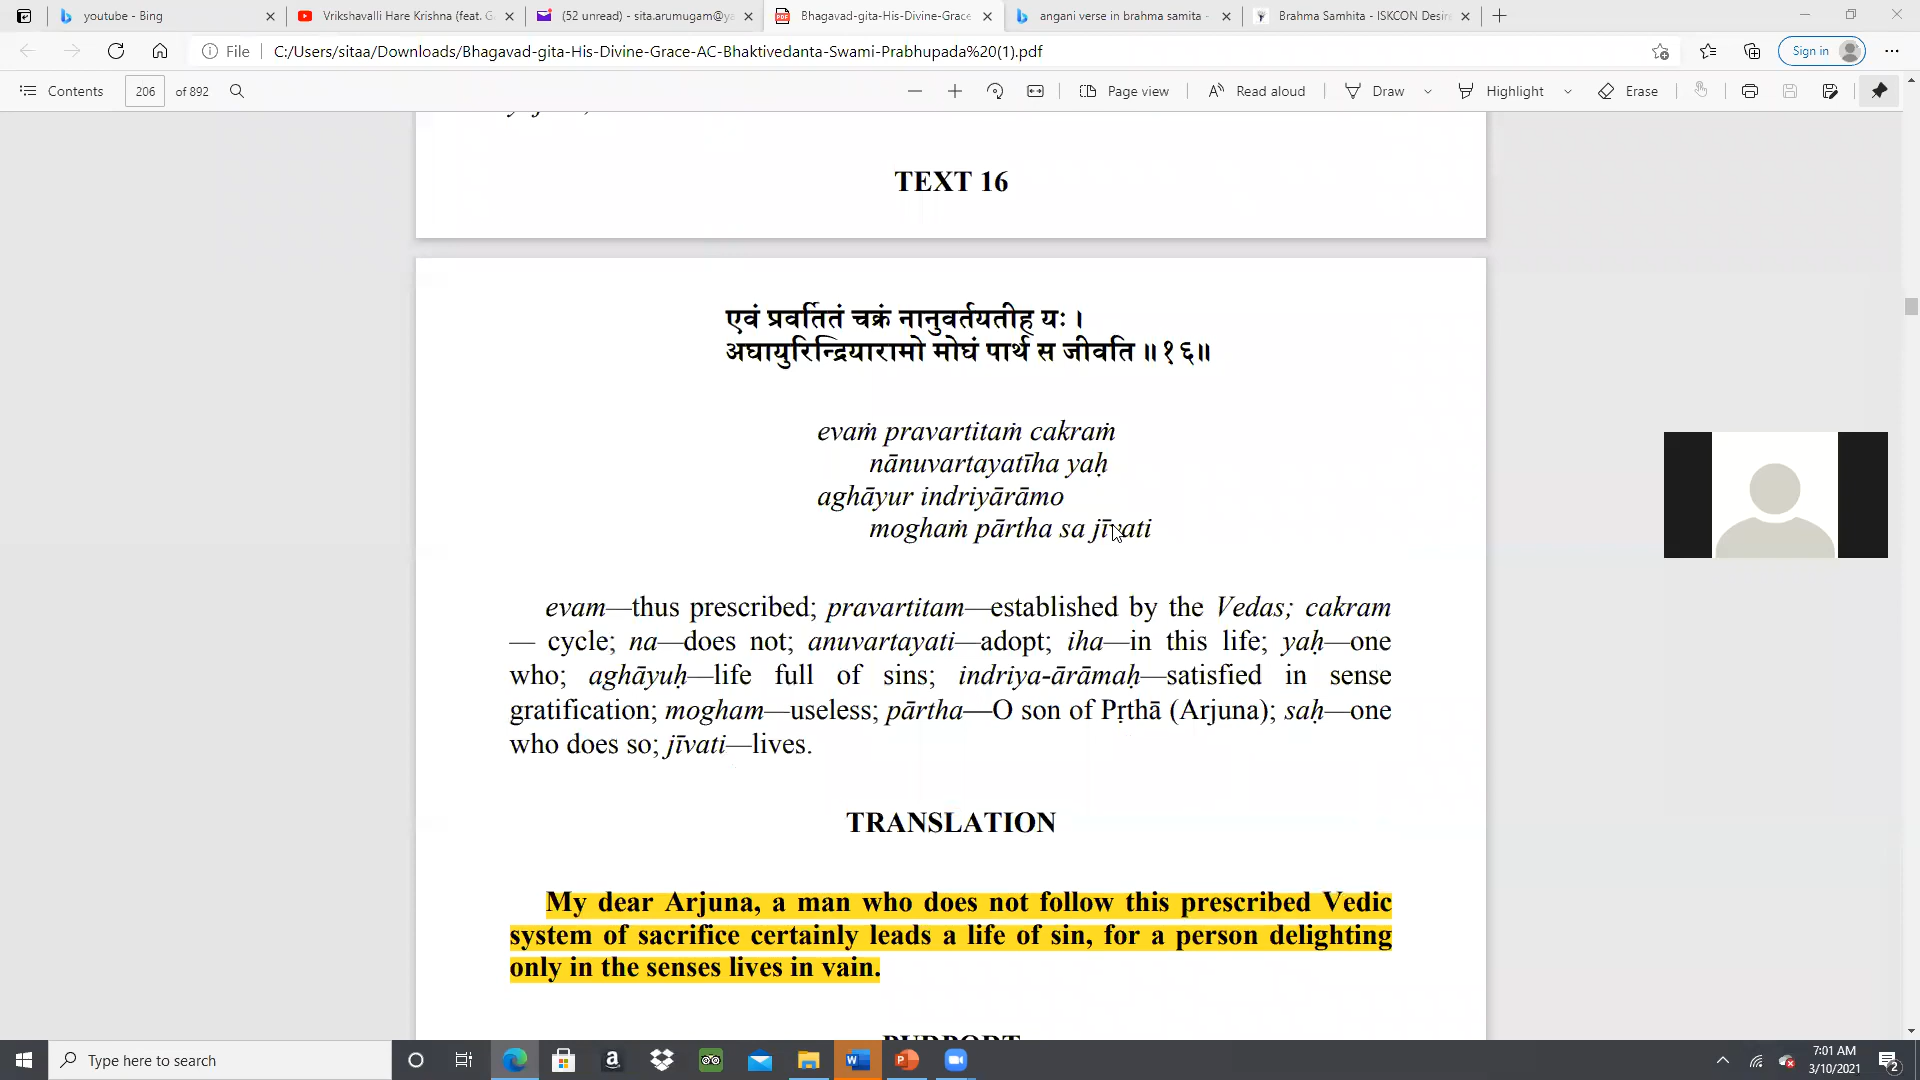 youtube - Bing
Vrikshavalli Hare Krishna (feat. G
(52 unread) - sita.arumugam@ya
Bhagavad-gita-His-Divine-Grace
angani verse in brahma samita -
Brahma Samhita - ISKCON Desire
File
C:/Users/sitaa/Downloads/Bhagavad-gita-His-Divine-Grace-AC-Bhaktivedanta-Swami-Prabhupada%20(1).pdf
Sign in
Contents
206 of 892
Page view
Read aloud
Draw
Highlight
Erase
TEXT 16
एवं प्रवर्तितं चक्रं नानुवर्तयतीह यः ।
अघायुरिन्द्रियारामो मोघं पार्थ स जीवति ॥१६॥
evaṁ pravartitaṁ cakraṁ
nānuvartayatīha yaḥ
aghāyur indriyārāmo
moghaṁ pārtha sa jīvati
evam—thus prescribed; pravartitam—established by the Vedas; cakram
— cycle; na—does not; anuvartayati—adopt; iha—in this life; yaḥ—one
who; aghāyuḥ—life full of sins; indriya-ārāmaḥ—satisfied in sense
gratification; mogham—useless; pārtha—O son of Pṛthā (Arjuna); saḥ—one
who does so; jīvati—lives.
TRANSLATION
My dear Arjuna, a man who does not follow this prescribed Vedic
system of sacrifice certainly leads a life of sin, for a person delighting
only in the senses lives in vain.
PURPORT
Type here to search
7:01 AM
3/10/2021
2